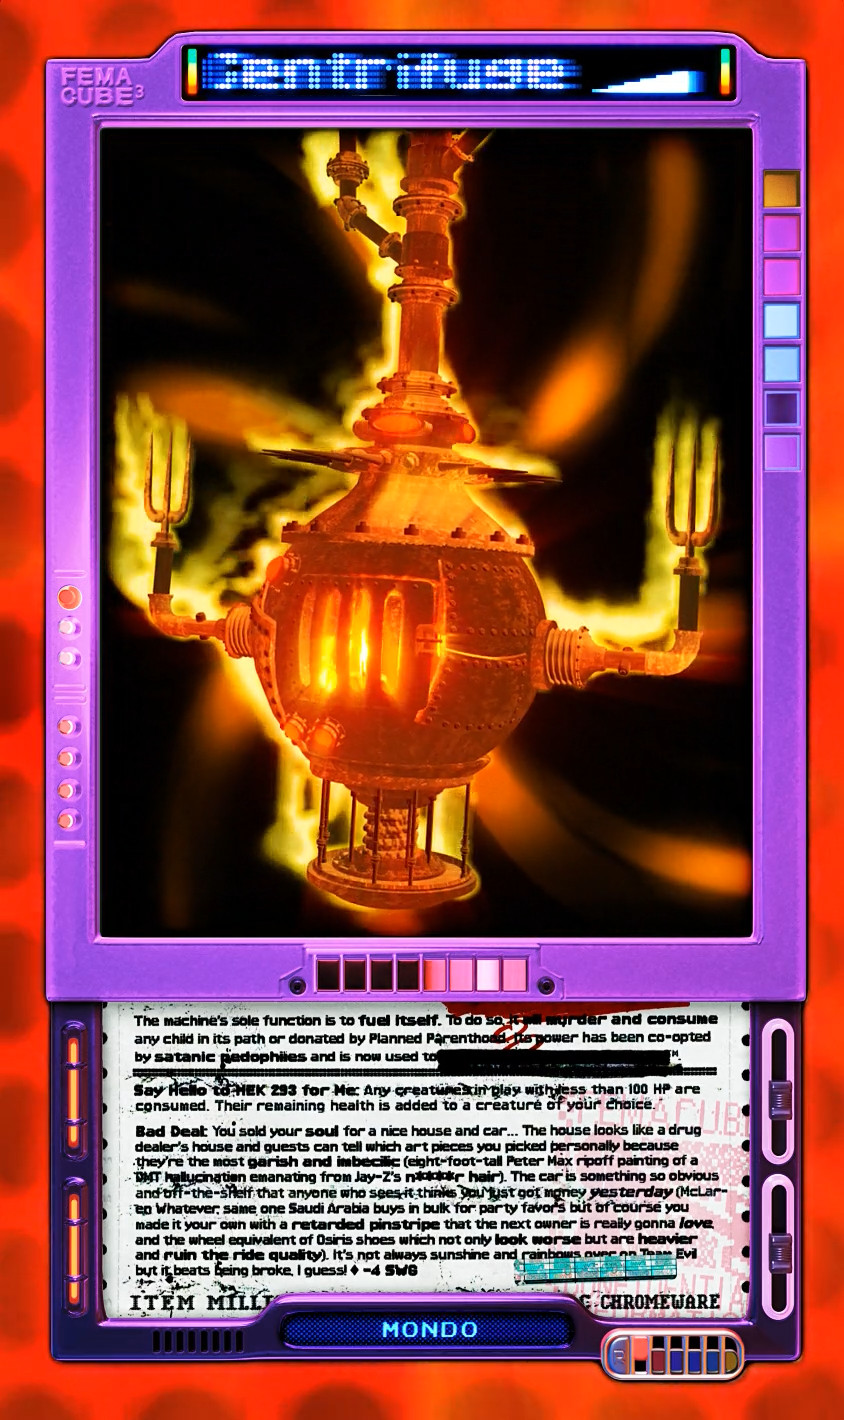 Centrifuge
FEMA
CUBE³
The machine's sole function is to fuel itself. To do so, it will murder and consume
any child in its path or donated by Planned Parenthood. Its power has been co-opted
by satanic pedophiles and is now used to
Say Hello to HEK 293 for Me: Any creatures in play with less than 100 HP are
consumed. Their remaining health is added to a creature of your choice.
Bad Deal: You sold your soul for a nice house and car... The house looks like a drug
dealer's house and guests can tell which art pieces you picked personally because
they're the most garish and imbecilic (eight-foot-tall Peter Max ripoff painting of a
DMT hallucination emanating from Jay-Z's n****r hair). The car is something so obvious
and off-the-shelf that anyone who sees it thinks you just got money yesterday (McLar-
en Whatever, same one Saudi Arabia buys in bulk for party favors but of course you
made it your own with a retarded pinstripe that the next owner is really gonna love,
and the wheel equivalent of Osiris shoes which not only look worse but are heavier
and ruin the ride quality). It's not always sunshine and rainbows over on Team Evil
but it beats being broke, I guess! ♦ -4 SWG
ITEM CHROMEWARE
MONDO